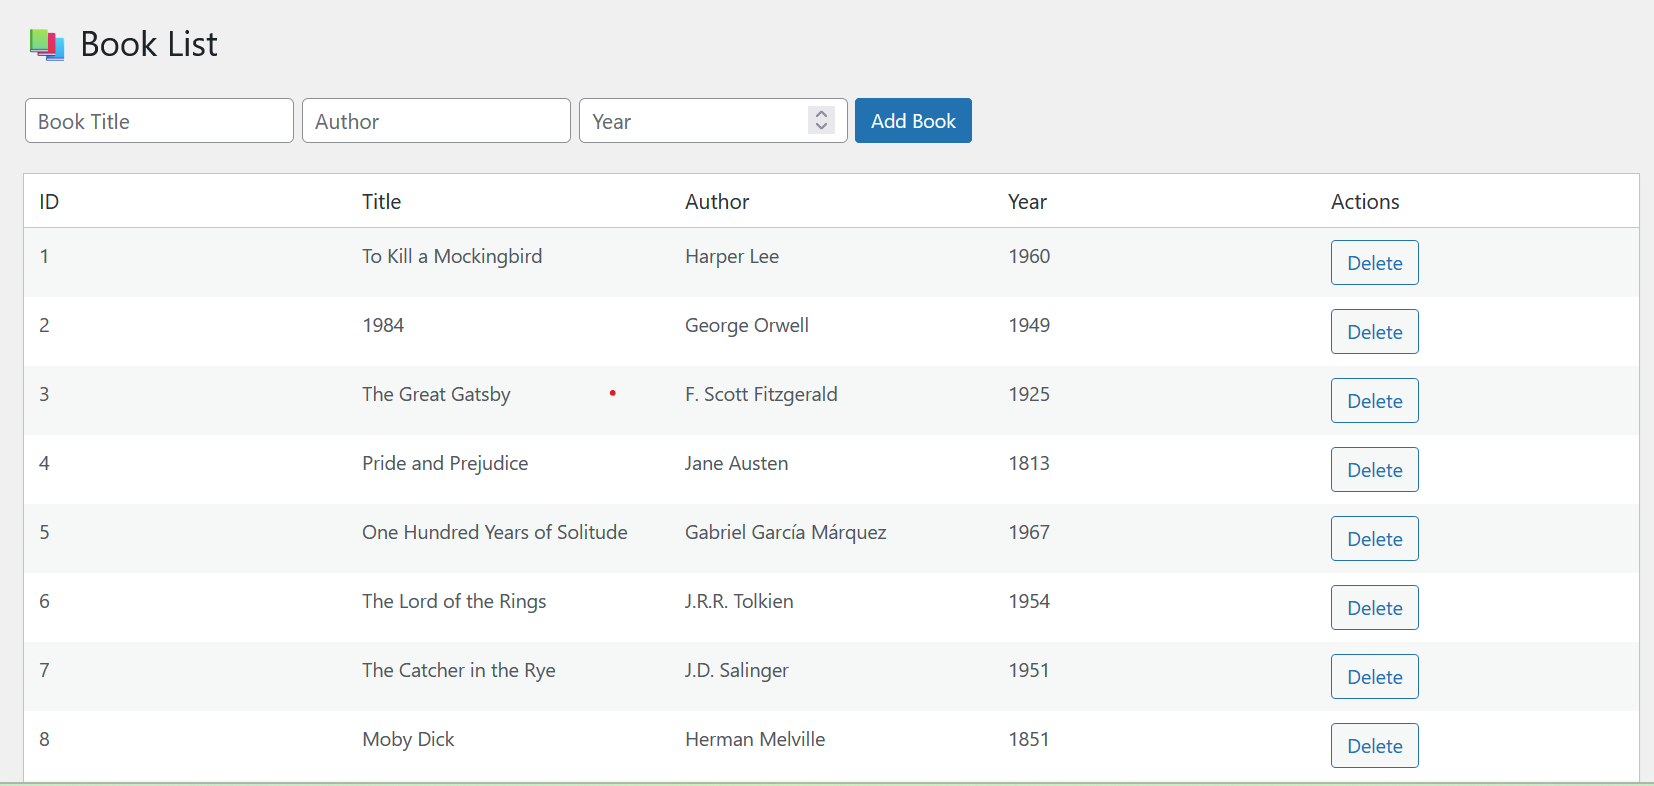 Book List
Book Title Author Year Add Book
ID Title Author Year Actions
1 To Kill a Mockingbird Harper Lee 1960 Delete
2 1984 George Orwell 1949 Delete
3 The Great Gatsby F. Scott Fitzgerald 1925 Delete
4 Pride and Prejudice Jane Austen 1813 Delete
5 One Hundred Years of Solitude Gabriel García Márquez 1967 Delete
6 The Lord of the Rings J.R.R. Tolkien 1954 Delete
7 The Catcher in the Rye J.D. Salinger 1951 Delete
8 Moby Dick Herman Melville 1851 Delete